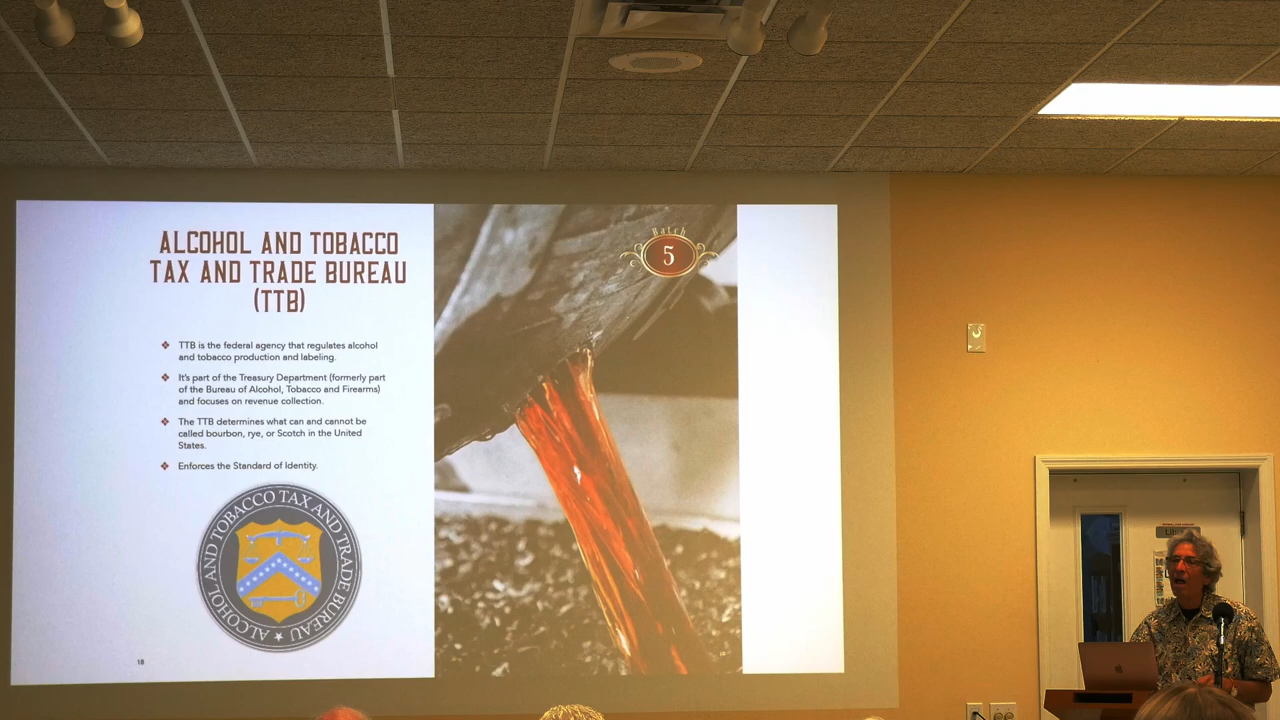 ALCOHOL AND TOBACCO
TAX AND TRADE BUREAU
(TTB)
❖ TTB is the federal agency that regulates alcohol
and tobacco production and labeling.
❖ It's part of the Treasury Department (formerly part
of the Bureau of Alcohol, Tobacco and Firearms)
and focuses on revenue collection.
❖ The TTB determines what can and cannot be
called bourbon, rye, or Scotch in the United
States.
❖ Enforces the Standard of Identity.
ALCOHOL AND TOBACCO TAX AND TRADE BUREAU ★
18
Batch
5